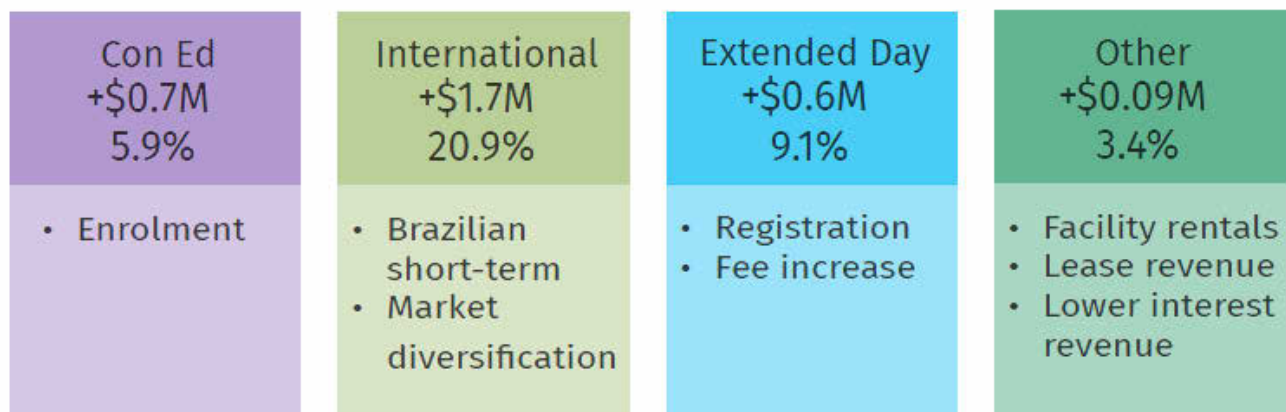 Con Ed
+$0.7M
5.9%
• Enrolment
International
+$1.7M
20.9%
• Brazilian
short-term
• Market
diversification
Extended Day
+$0.6M
9.1%
• Registration
• Fee increase
Other
+$0.09M
3.4%
• Facility rentals
• Lease revenue
• Lower interest
revenue